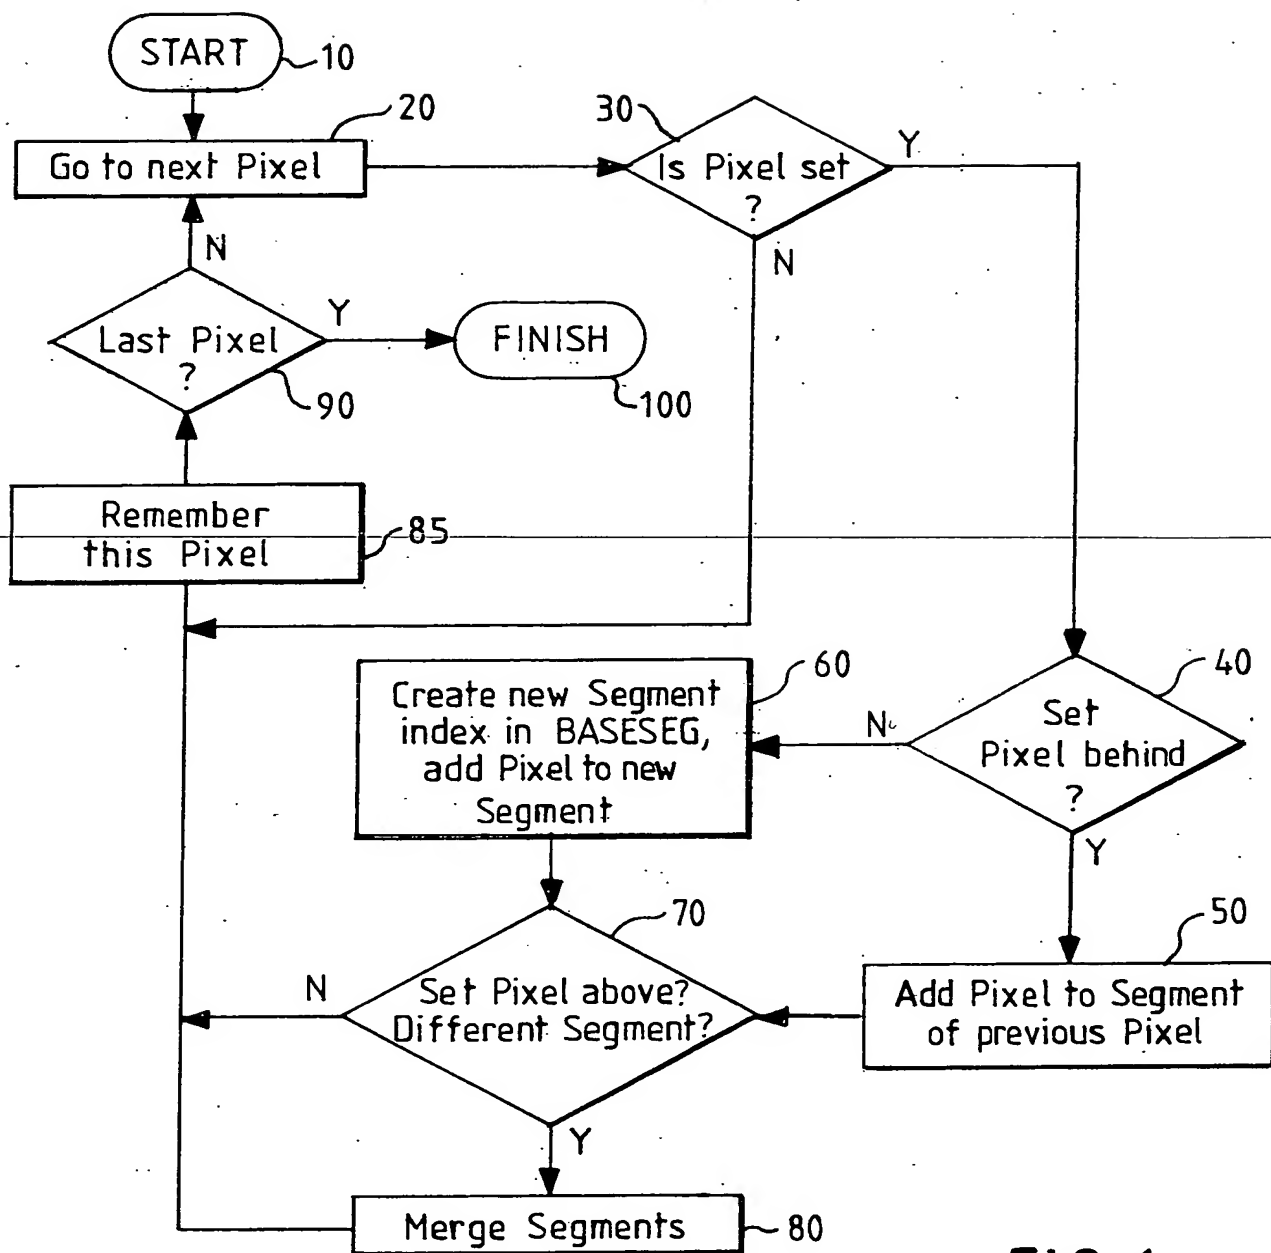 START
10
20
Go to next Pixel
30
Is Pixel set
?
Y
N
N
Last Pixel
?
Y
90
FINISH
100
Remember
this Pixel
85
60
Create new Segment
index in BASESEG,
add Pixel to new
Segment
40
Set
Pixel behind
?
N
Y
70
Set Pixel above?
Different Segment?
N
Y
50
Add Pixel to Segment
of previous Pixel
Merge Segments
80